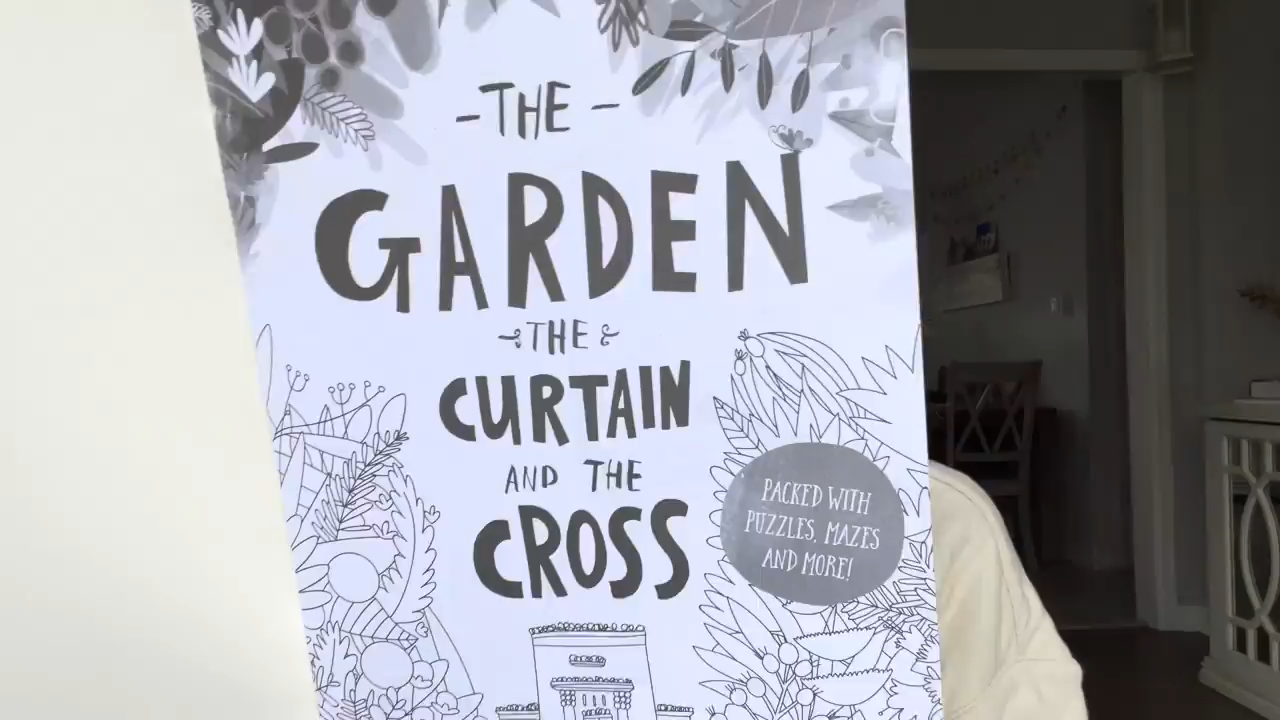 -THE-
GARDEN
THE
CURTAIN
AND THE
CROSS
PACKED WITH
PUZZLES, MAZES
AND MORE!